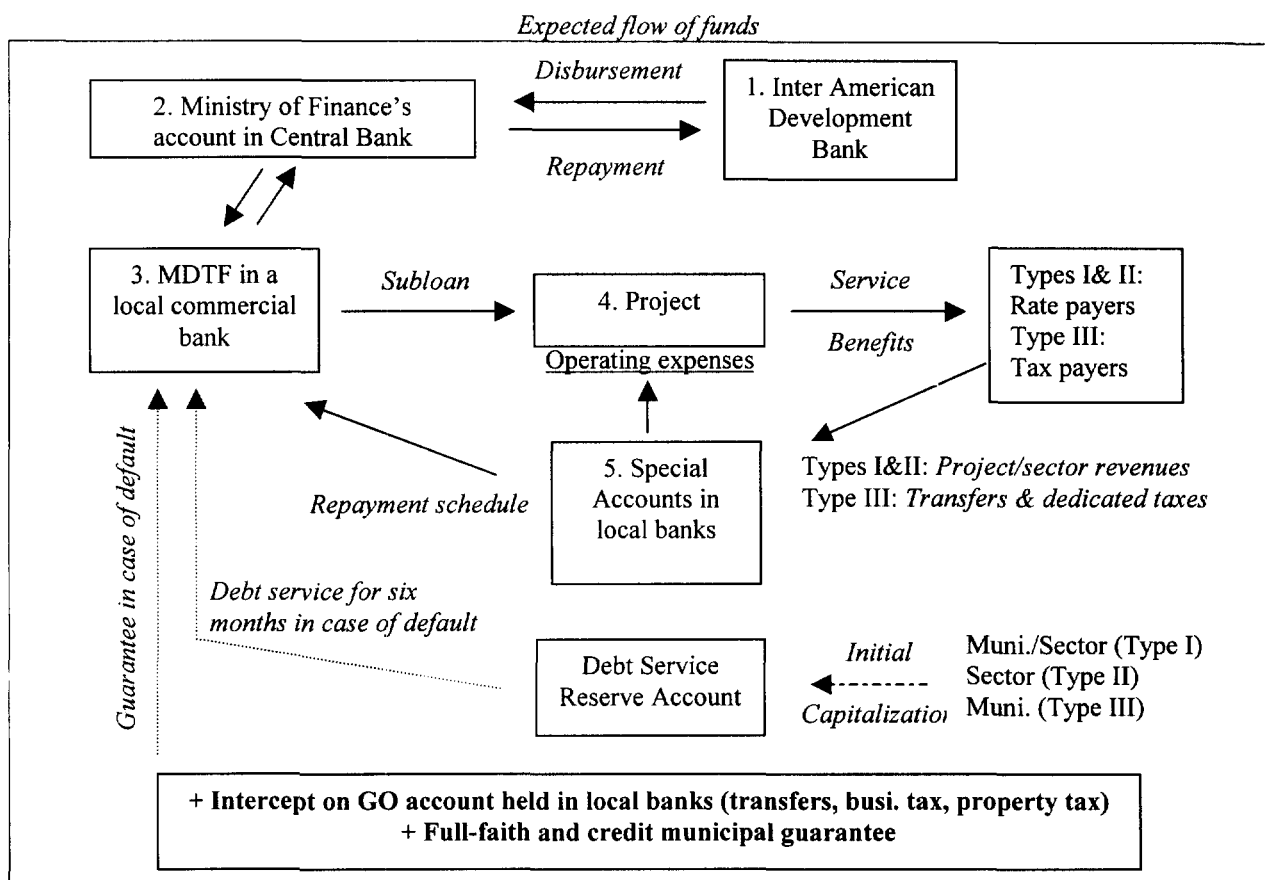 Expected flow of funds
Disbursement
2. Ministry of Finance's
account in Central Bank
1. Inter American
Development
Bank
Repayment
3. MDTF in a
local commercial
bank
Subloan
4. Project
Operating expenses
Service
Benefits
Types I& II:
Rate payers
Type III:
Tax payers
Guarantee in case of default
Repayment schedule
5. Special
Accounts in
local banks
Types I&II: Project/sector revenues
Type III: Transfers & dedicated taxes
Debt service for six
months in case of default
Debt Service
Reserve Account
Initial
Capitalization
Muni./Sector (Type I)
Sector (Type II)
Muni. (Type III)
+ Intercept on GO account held in local banks (transfers, busi. tax, property tax)
+ Full-faith and credit municipal guarantee